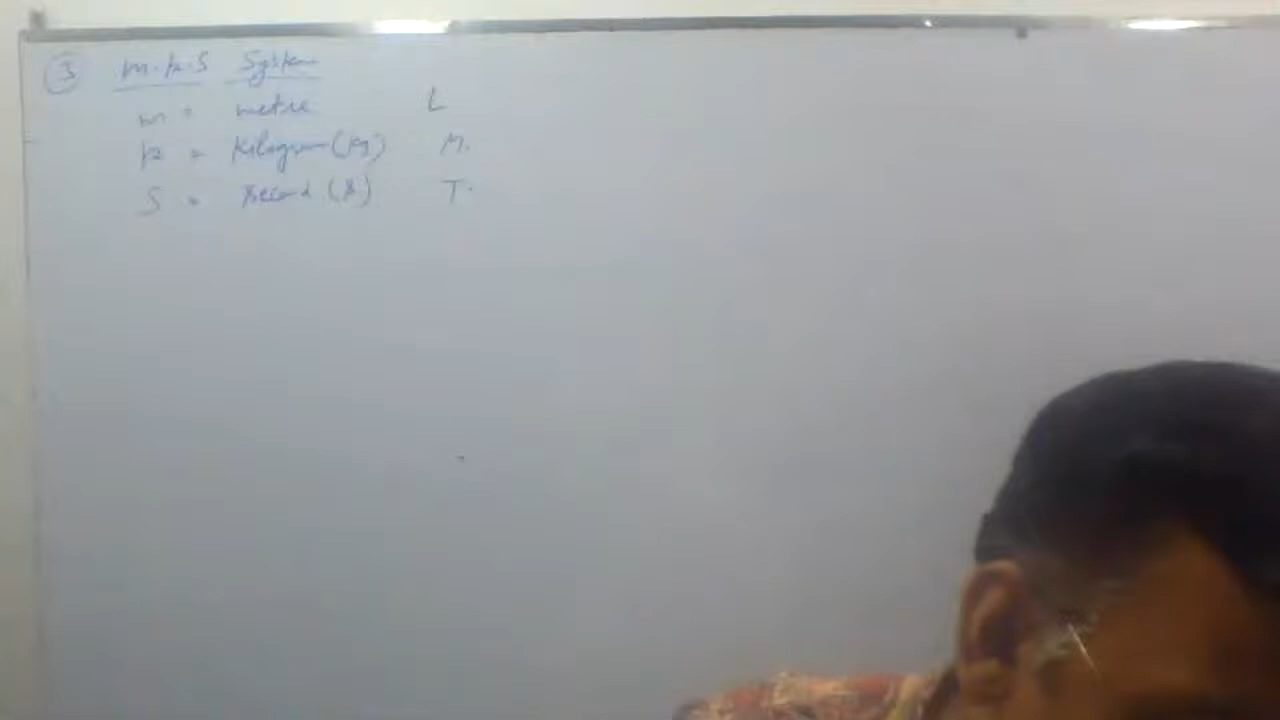 ③ m.k.S System
m = metre L
k = kilogram (kg) M.
S = second (s) T.